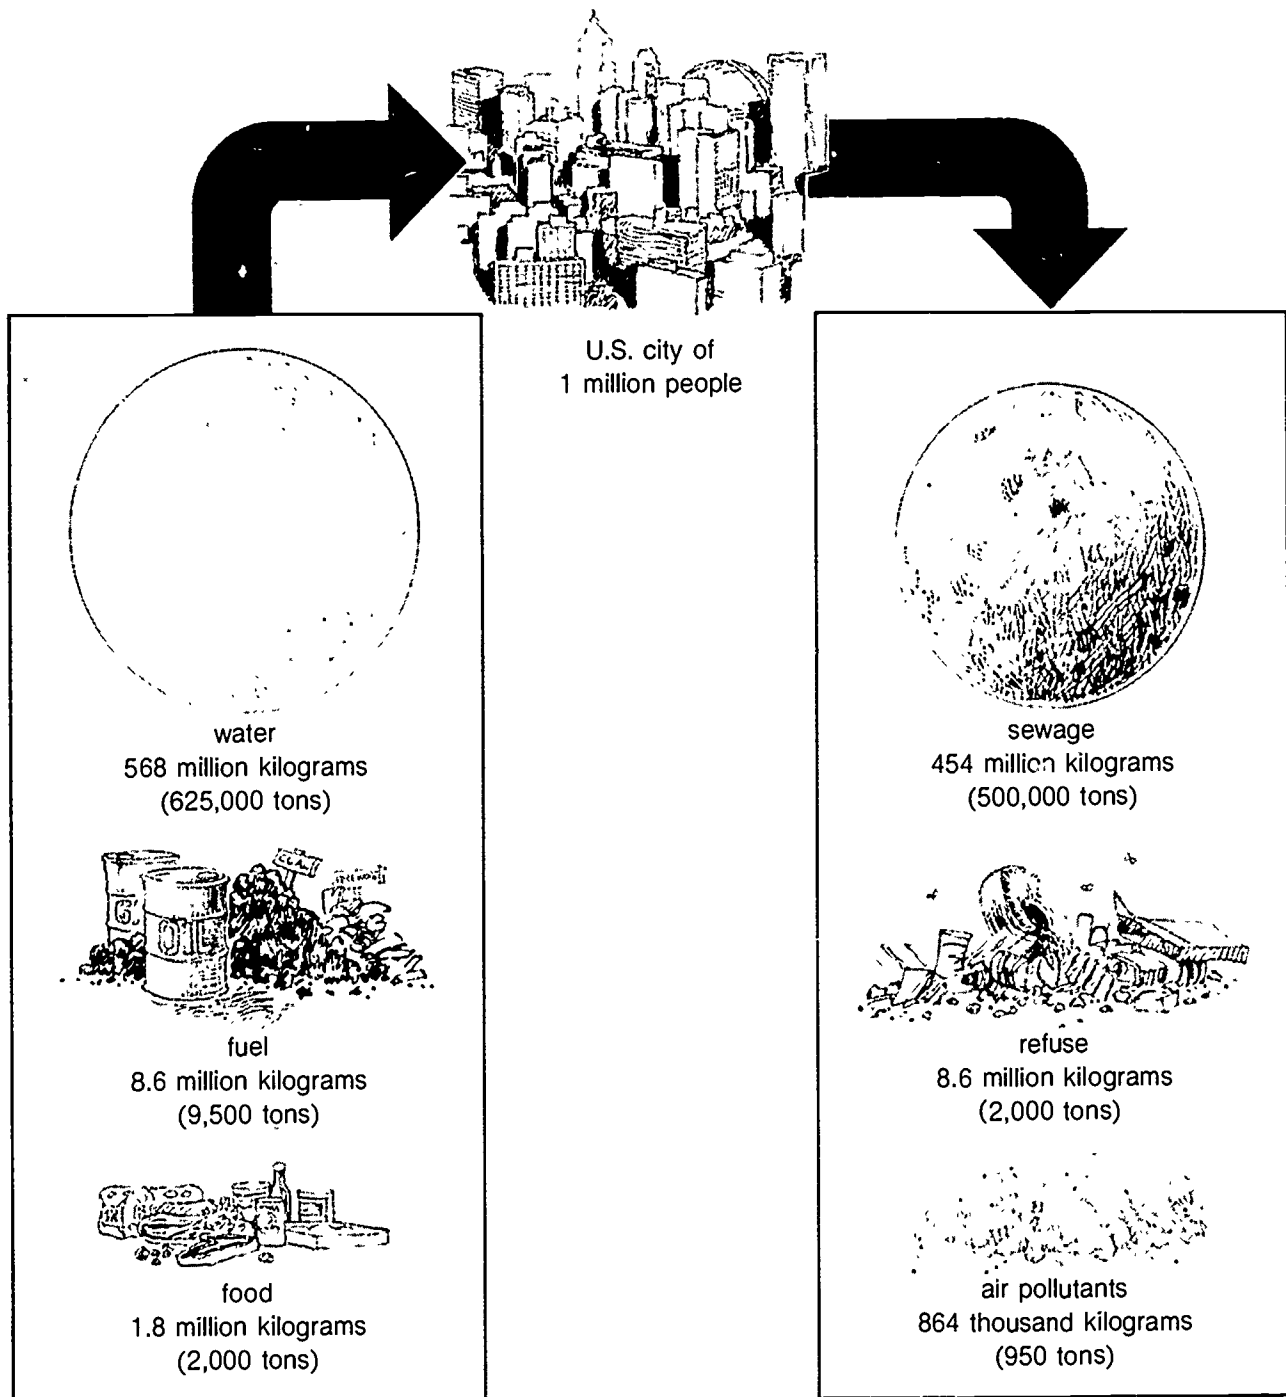 U.S. city of
1 million people
water
568 million kilograms
(625,000 tons)
OIL
fuel
8.6 million kilograms
(9,500 tons)
food
1.8 million kilograms
(2,000 tons)
sewage
454 million kilograms
(500,000 tons)
refuse
8.6 million kilograms
(2,000 tons)
air pollutants
864 thousand kilograms
(950 tons)